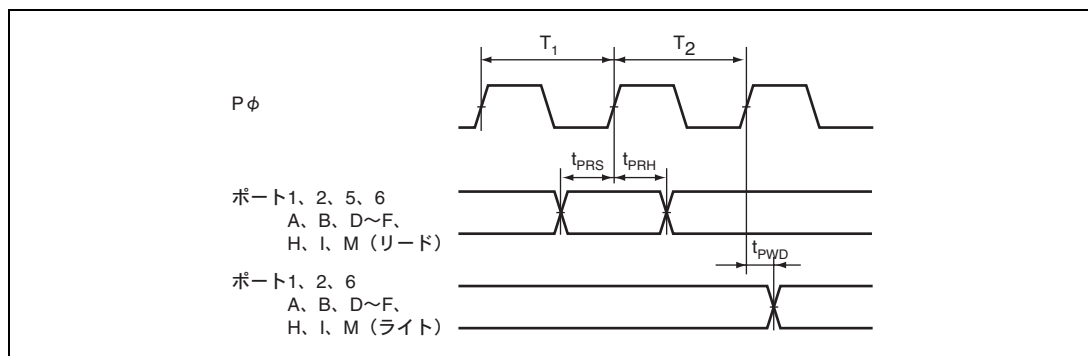 T1 T2
Pφ
tPRS tPRH
ポート1、2、5、6
A、B、D～F、
H、I、M（リード）
tPWD
ポート1、2、6
A、B、D～F、
H、I、M（ライト）